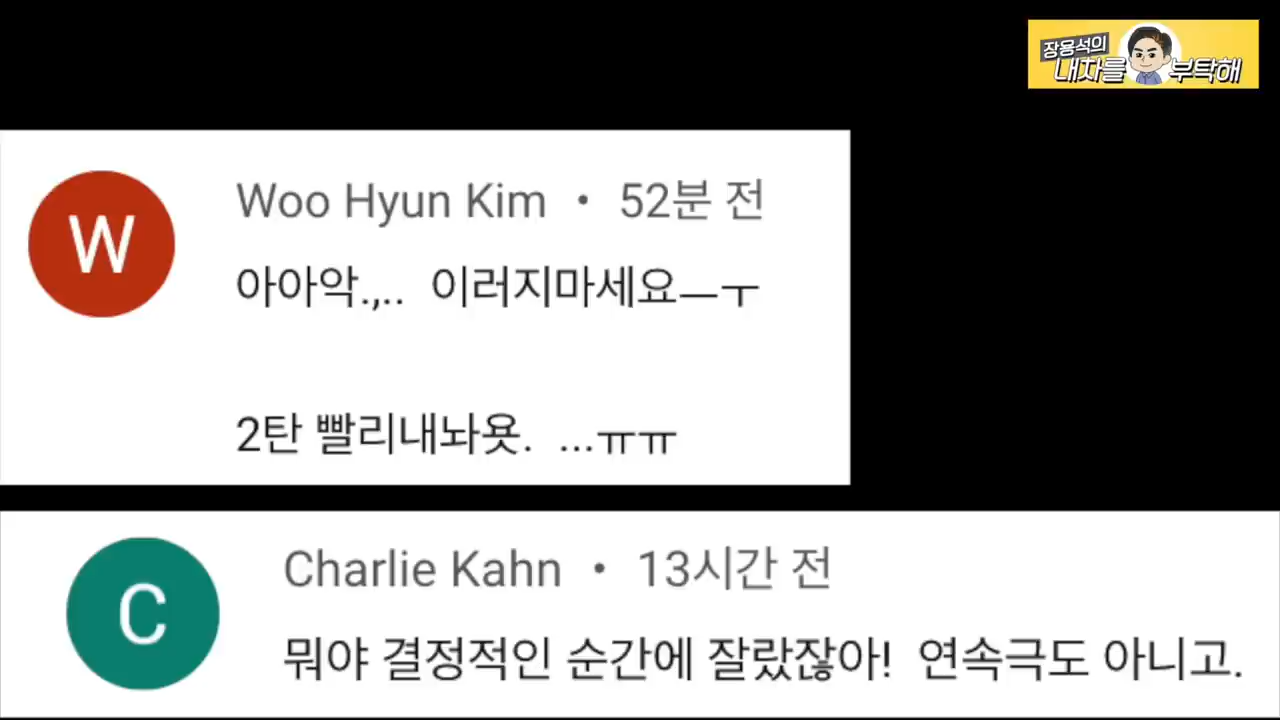 장용석의
내차를 부탁해
Woo Hyun Kim • 52분 전
아아악.,.. 이러지마세요ㅡㅜ
2탄 빨리내놔욧. ...ㅠㅠ
Charlie Kahn • 13시간 전
뭐야 결정적인 순간에 잘랐잖아! 연속극도 아니고.
W
C